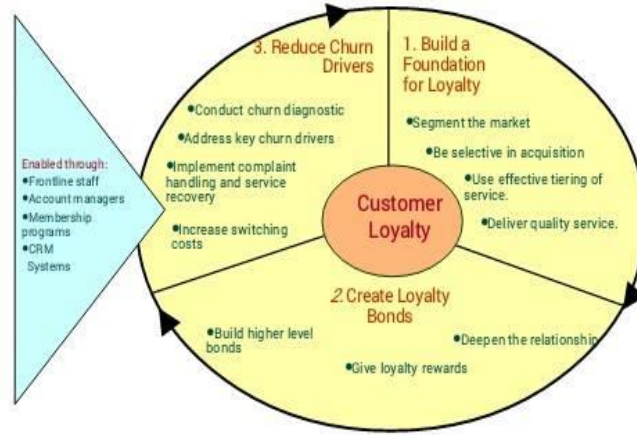 Enabled through:
•Frontline staff
•Account managers
•Membership
programs
•CRM
Systems
3. Reduce Churn
Drivers
•Conduct churn diagnostic
•Address key churn drivers
•Implement complaint
handling and service
recovery
•Increase switching
costs
1. Build a
Foundation
for Loyalty
•Segment the market
•Be selective in acquisition
•Use effective tiering of
service.
•Deliver quality service.
Customer
Loyalty
2. Create Loyalty
Bonds
•Build higher level
bonds
•Give loyalty rewards
•Deepen the relationship